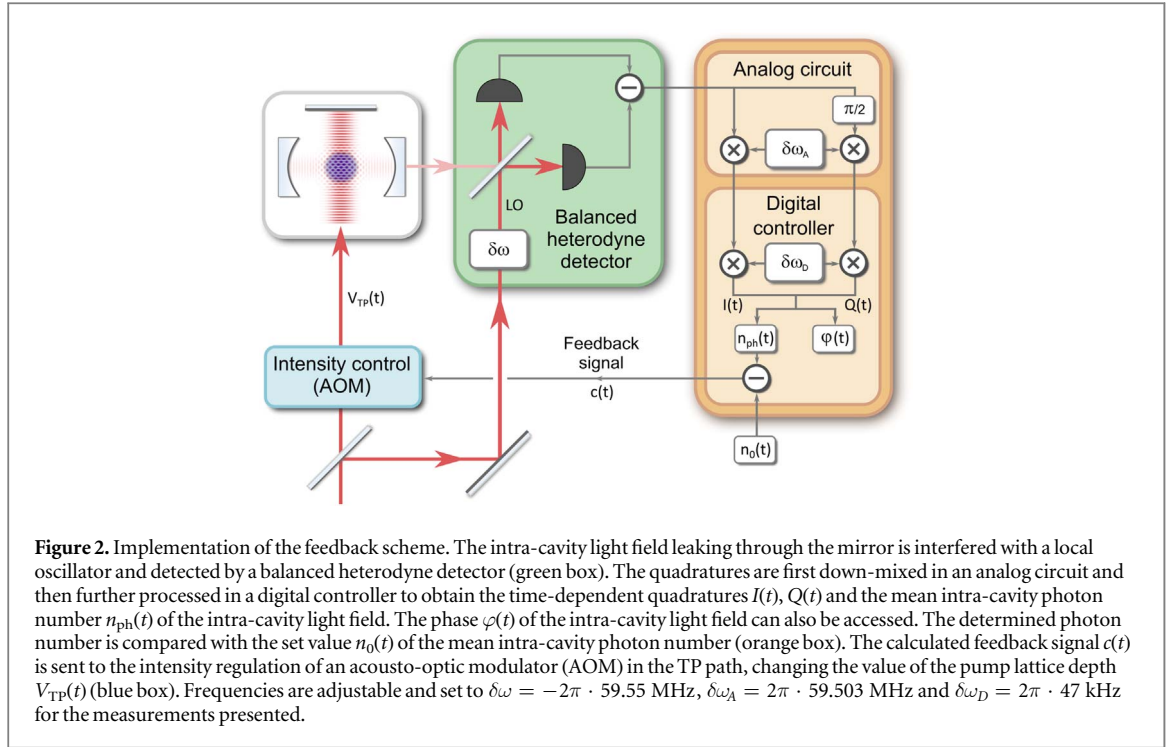 Analog circuit
π/2
δω_A
Digital
controller
δω_D
I(t)
Q(t)
n_ph(t)
φ(t)
n_0(t)
LO
Balanced
heterodyne
detector
δω
V_TP(t)
Intensity control
(AOM)
Feedback
signal
c(t)
Figure 2. Implementation of the feedback scheme. The intra-cavity light field leaking through the mirror is interfered with a local
oscillator and detected by a balanced heterodyne detector (green box). The quadratures are first down-mixed in an analog circuit and
then further processed in a digital controller to obtain the time-dependent quadratures I(t), Q(t) and the mean intra-cavity photon
number n_ph(t) of the intra-cavity light field. The phase φ(t) of the intra-cavity light field can also be accessed. The determined photon
number is compared with the set value n_0(t) of the mean intra-cavity photon number (orange box). The calculated feedback signal c(t)
is sent to the intensity regulation of an acousto-optic modulator (AOM) in the TP path, changing the value of the pump lattice depth
V_TP(t) (blue box). Frequencies are adjustable and set to δω = −2π · 59.55 MHz, δω_A = 2π · 59.503 MHz and δω_D = 2π · 47 kHz
for the measurements presented.